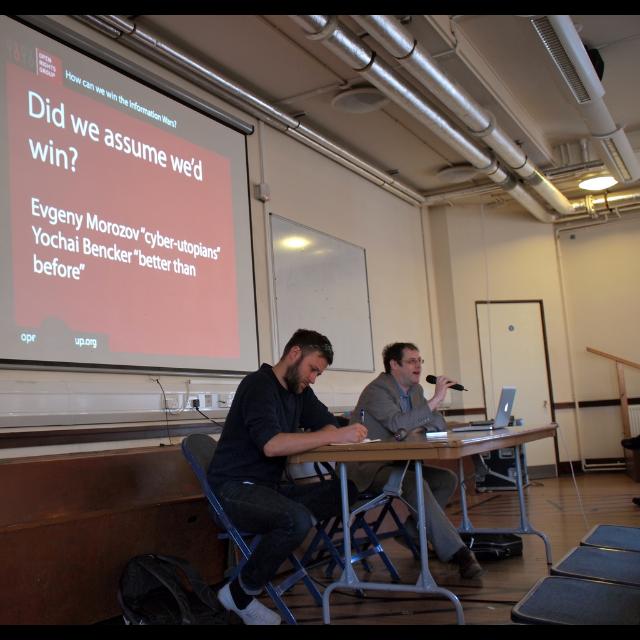 OPEN
RIGHTS
GROUP
How can we win the Information Wars?
Did we assume we'd
win?
Evgeny Morozov "cyber-utopians"
Yochai Bencker "better than
before"
up.org